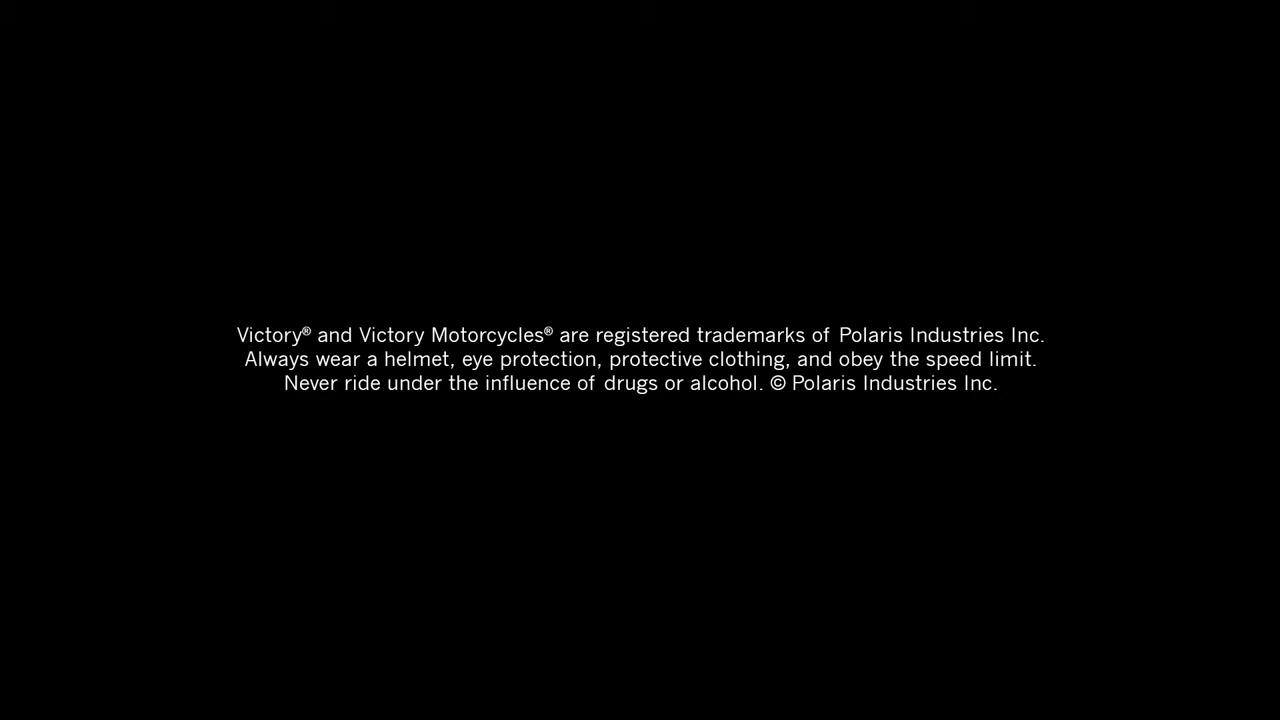 Victory® and Victory Motorcycles® are registered trademarks of Polaris Industries Inc.
Always wear a helmet, eye protection, protective clothing, and obey the speed limit.
Never ride under the influence of drugs or alcohol. © Polaris Industries Inc.